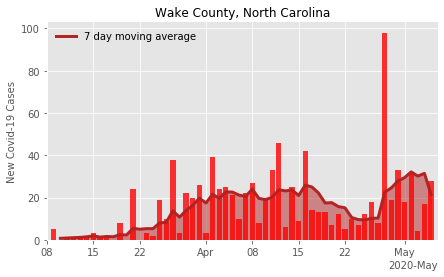 Wake County, North Carolina
100
7 day moving average
80
60
40
20
0
New Covid-19 Cases
08 15 22 Apr 08 15 22 May
2020-May